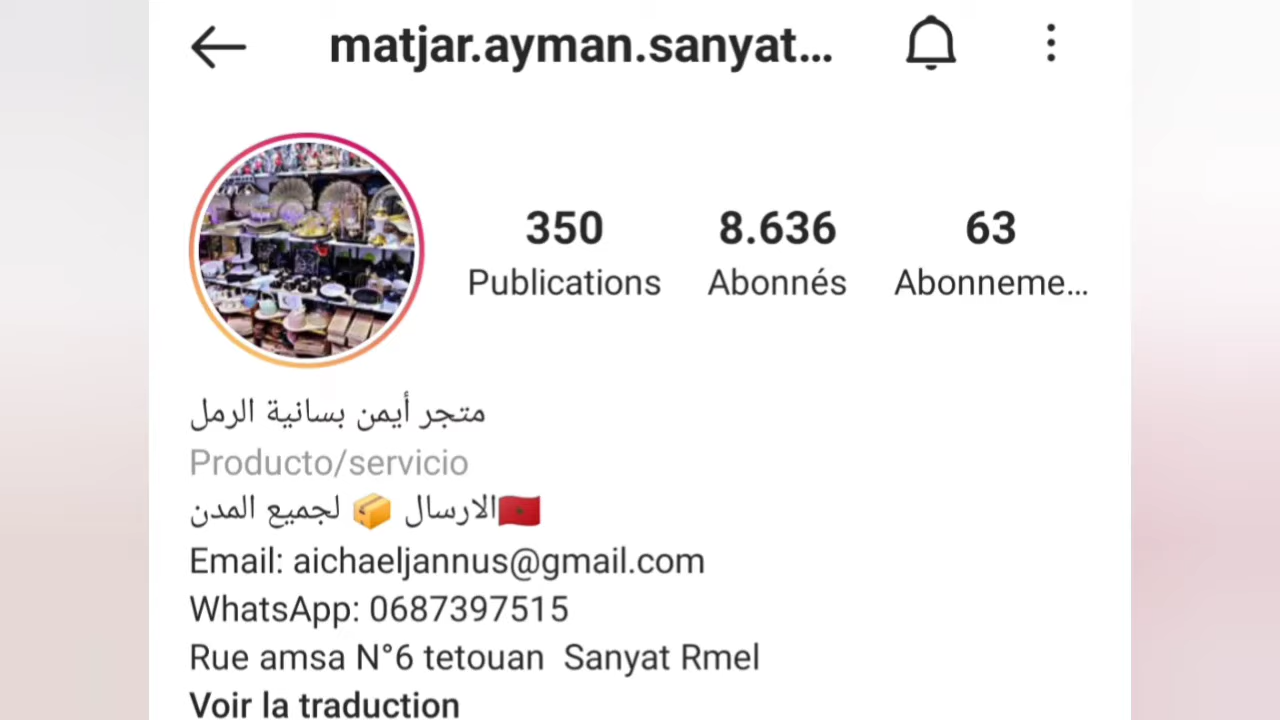 matjar.ayman.sanyat...
350 8.636 63
Publications Abonnés Abonneme...
متجر أيمن بسانية الرمل
Producto/servicio
🇲🇦الارسال 📦 لجميع المدن
Email: aichaeljannus@gmail.com
WhatsApp: 0687397515
Rue amsa N°6 tetouan Sanyat Rmel
Voir la traduction